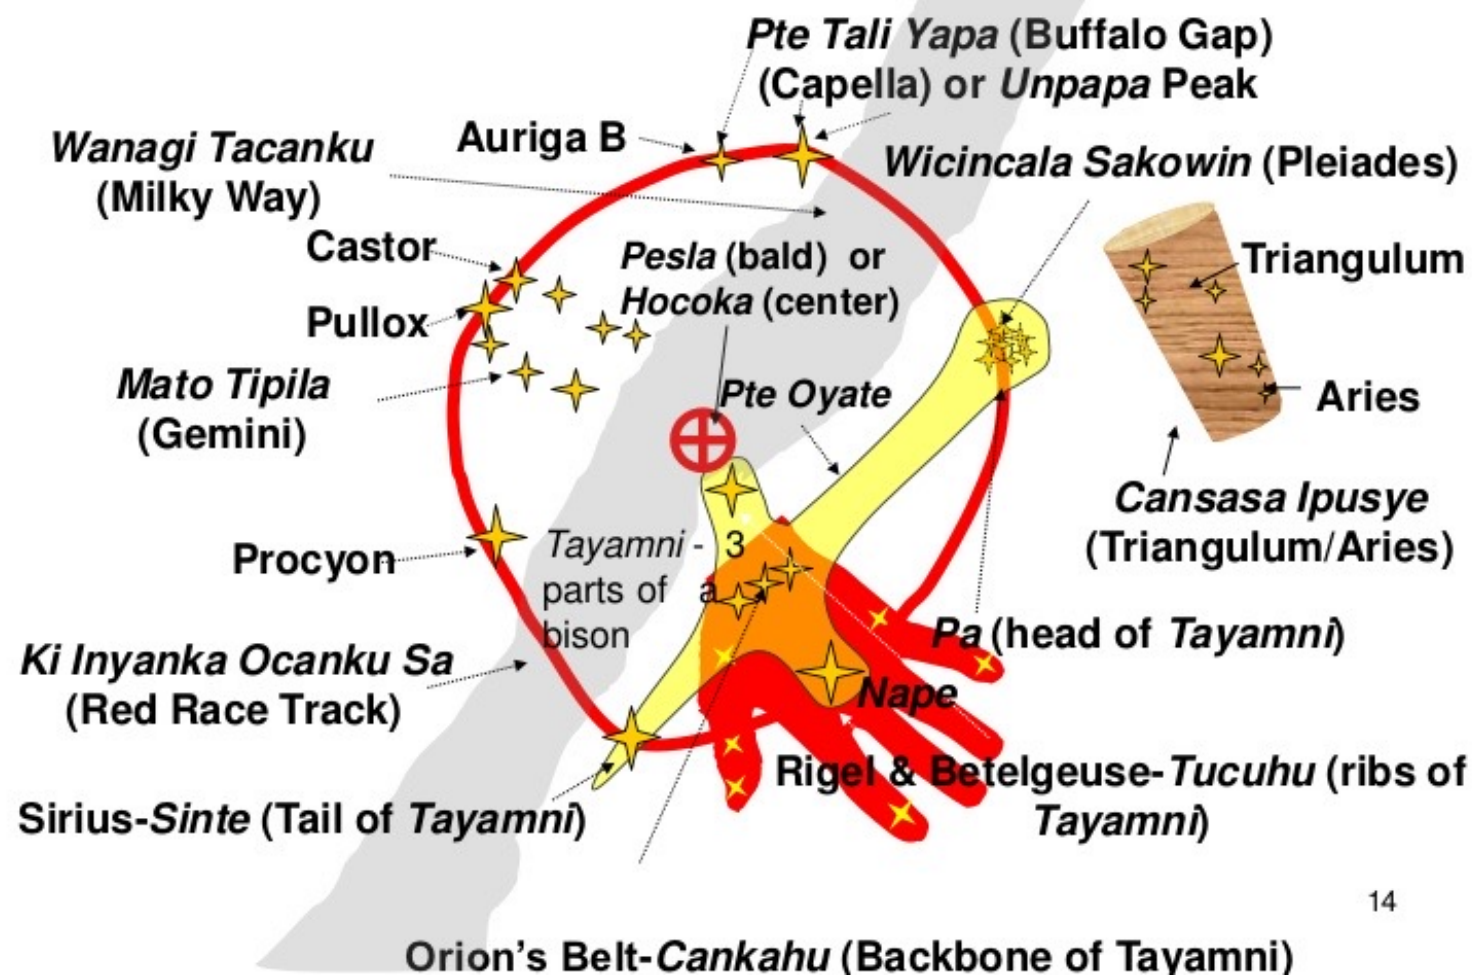 Pte Tali Yapa (Buffalo Gap)
(Capella) or Unpapa Peak
Auriga B
Wanagi Tacanku
(Milky Way)
Wicincala Sakowin (Pleiades)
Castor
Pesla (bald) or
Hocoka (center)
Triangulum
Pullox
Mato Tipila
(Gemini)
Pte Oyate
Aries
Cansasa Ipusye
(Triangulum/Aries)
Procyon
Tayamni - 3
parts of a
bison
Pa (head of Tayamni)
Ki Inyanka Ocanku Sa
(Red Race Track)
Nape
Rigel & Betelgeuse-Tucuhu (ribs of
Tayamni)
Sirius-Sinte (Tail of Tayamni)
14
Orion's Belt-Cankahu (Backbone of Tayamni)